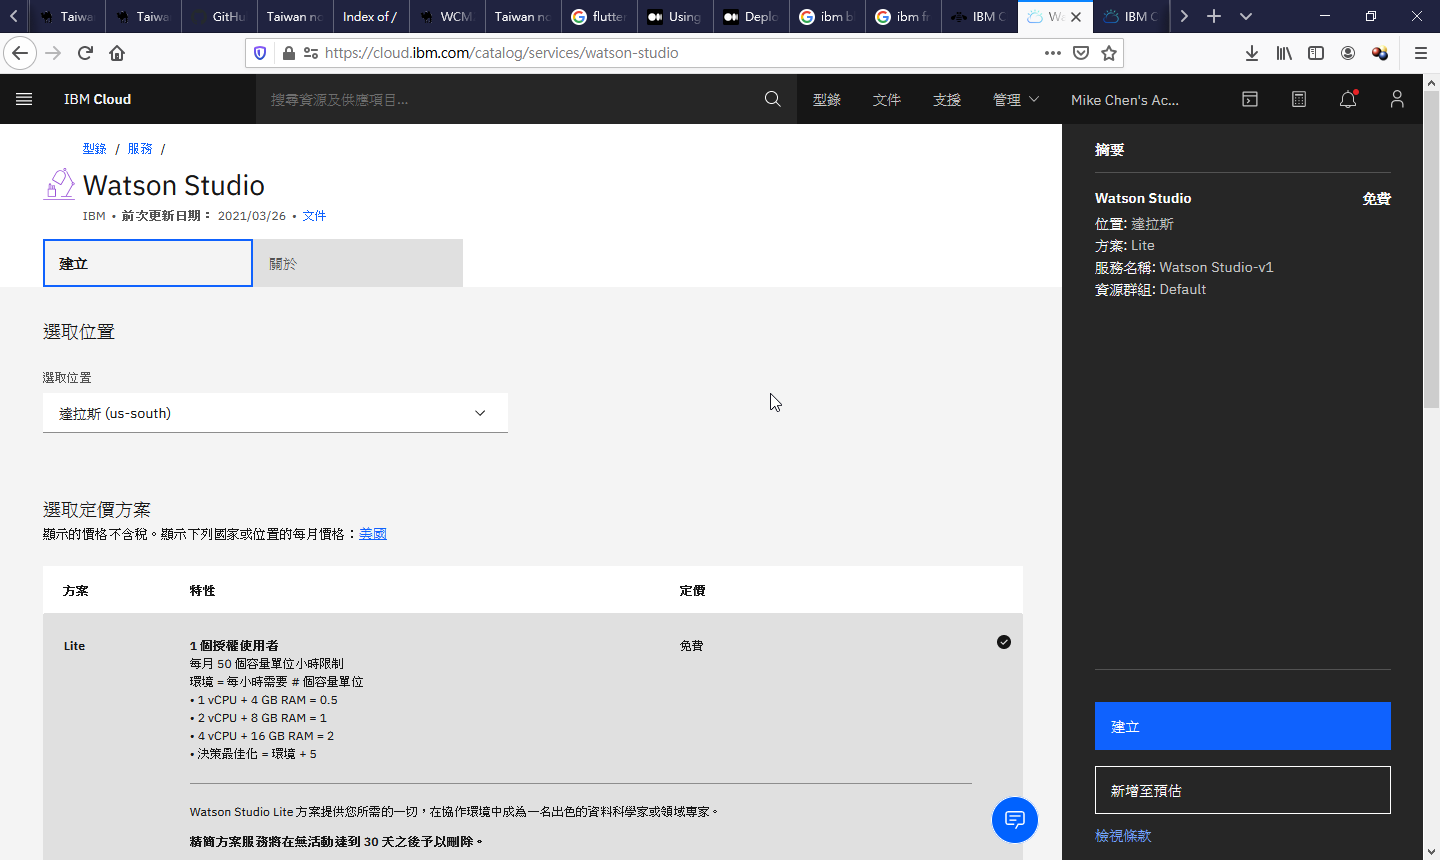 Taiwa
Taiwa
GitHu
Taiwan no
Index of /
WCM
Taiwan no
flutter
Using
Deplo
ibm b
ibm fr
IBM C
Wa
IBM C
https://cloud.ibm.com/catalog/services/watson-studio
IBM Cloud
搜尋資源及供應項目...
型錄
文件
支援
管理
Mike Chen's Ac...
型錄 / 服務 /
Watson Studio
IBM • 前次更新日期： 2021/03/26 • 文件
建立
關於
選取位置
選取位置
達拉斯 (us-south)
選取定價方案
顯示的價格不含稅。顯示下列國家或位置的每月價格：美國
方案 特性 定價
Lite
1 個授權使用者
免費
每月 50 個容量單位小時限制
環境 = 每小時需要 # 個容量單位
• 1 vCPU + 4 GB RAM = 0.5
• 2 vCPU + 8 GB RAM = 1
• 4 vCPU + 16 GB RAM = 2
• 決策最佳化 = 環境 + 5
Watson Studio Lite 方案提供您所需的一切，在協作環境中成為一名出色的資料科學家或領域專家。
精簡方案服務將在無活動達到 30 天之後予以刪除。
摘要
Watson Studio 免費
位置: 達拉斯
方案: Lite
服務名稱: Watson Studio-v1
資源群組: Default
建立
新增至預估
檢視條款